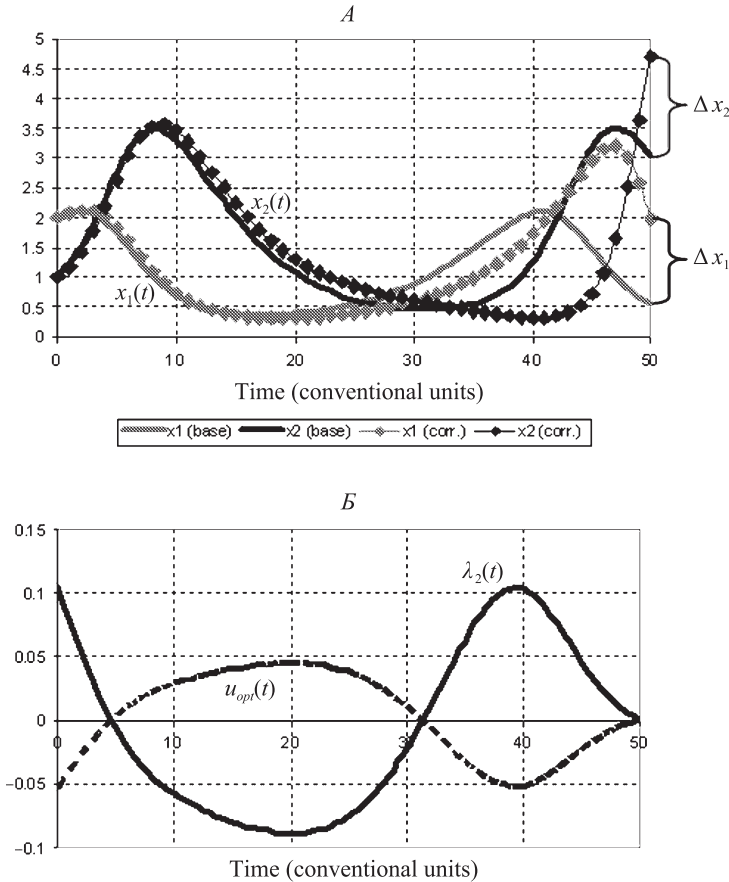 А
5
4.5
4
3.5
3
2.5
2
1.5
1
0.5
0
Δ x2
Δ x1
x2(t)
x1(t)
0 10 20 30 40 50
Time (conventional units)
x1 (base) x2 (base) x1 (corr.) x2 (corr.)
Б
0.15
0.1
0.05
0
−0.05
−0.1
λ2(t)
uopt(t)
0 10 20 30 40 50
Time (conventional units)